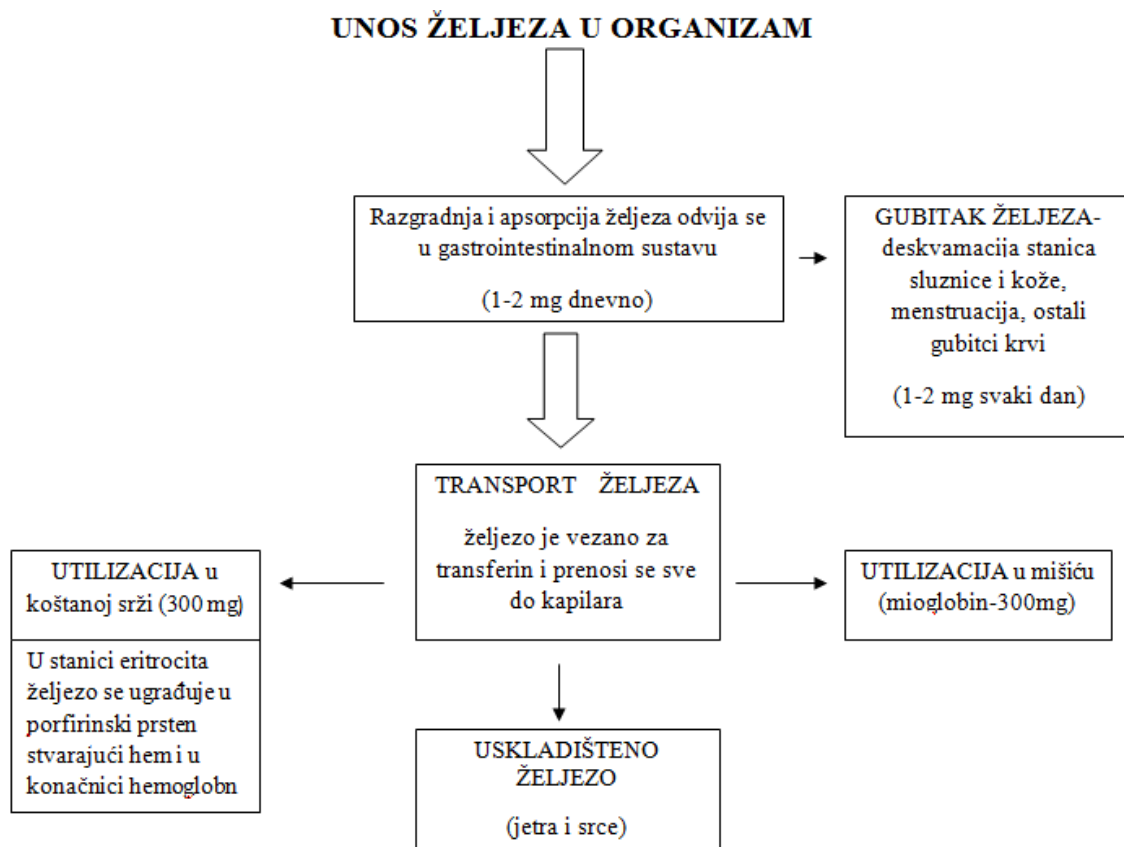 UNOS ŽELJEZA U ORGANIZAM
Razgradnja i apsorpcija željeza odvija se
u gastrointestinalnom sustavu
(1-2 mg dnevno)
GUBITAK ŽELJEZA-
deskvamacija stanica
sluznice i kože,
menstruacija, ostali
gubitci krvi
(1-2 mg svaki dan)
TRANSPORT ŽELJEZA
željezo je vezano za
transferin i prenosi se sve
do kapilara
UTILIZACIJA u
koštanoj srži (300 mg)
U stanici eritrocita
željezo se ugrađuje u
porfirinski prsten
stvarajući hem i u
konačnici hemoglobn
UTILIZACIJA u mišiću
(mioglobin-300mg)
USKLADIŠTENO
ŽELJEZO
(jetra i srce)